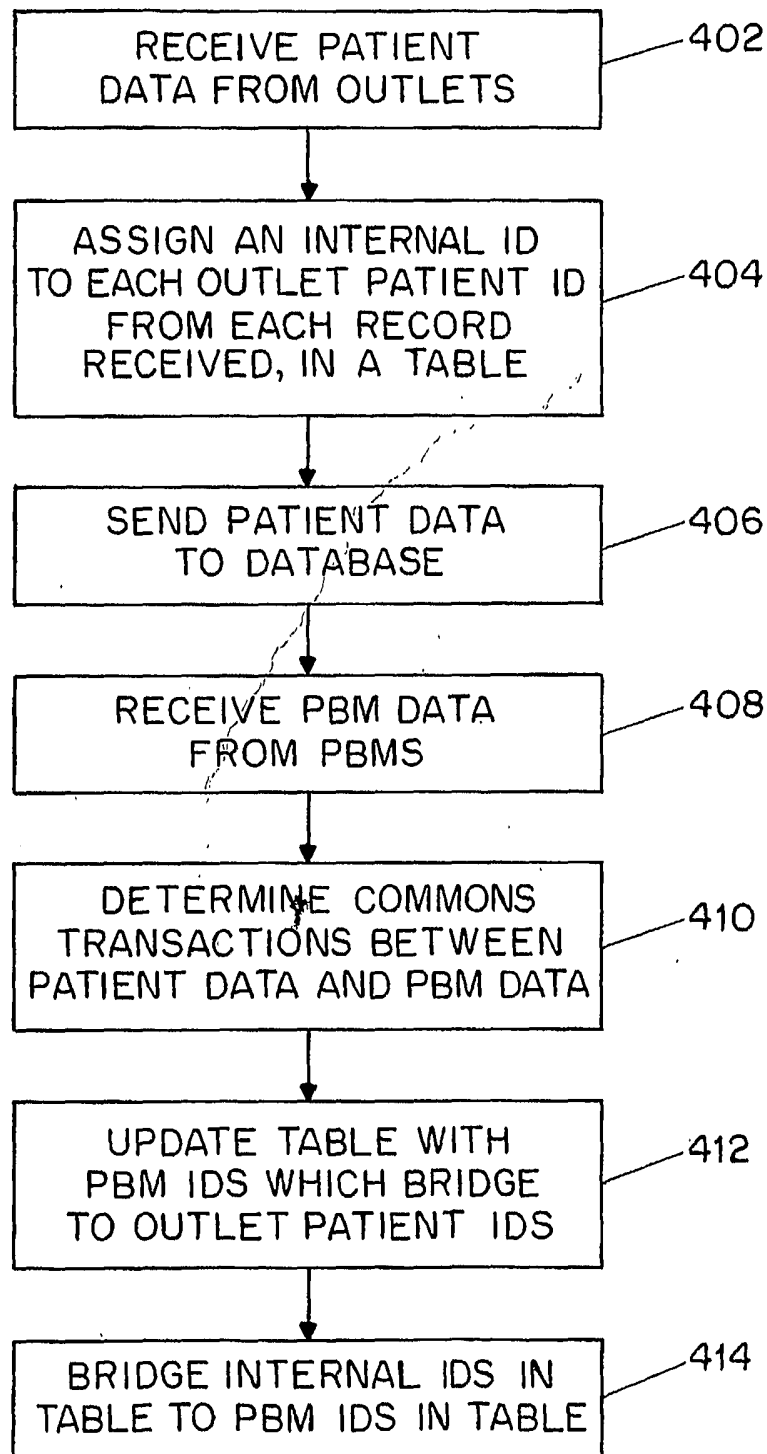 RECEIVE PATIENT
DATA FROM OUTLETS
402
ASSIGN AN INTERNAL ID
TO EACH OUTLET PATIENT ID
FROM EACH RECORD
RECEIVED, IN A TABLE
404
SEND PATIENT DATA
TO DATABASE
406
RECEIVE PBM DATA
FROM PBMS
408
DETERMINE COMMONS
TRANSACTIONS BETWEEN
PATIENT DATA AND PBM DATA
410
UPDATE TABLE WITH
PBM IDS WHICH BRIDGE
TO OUTLET PATIENT IDS
412
BRIDGE INTERNAL IDS IN
TABLE TO PBM IDS IN TABLE
414